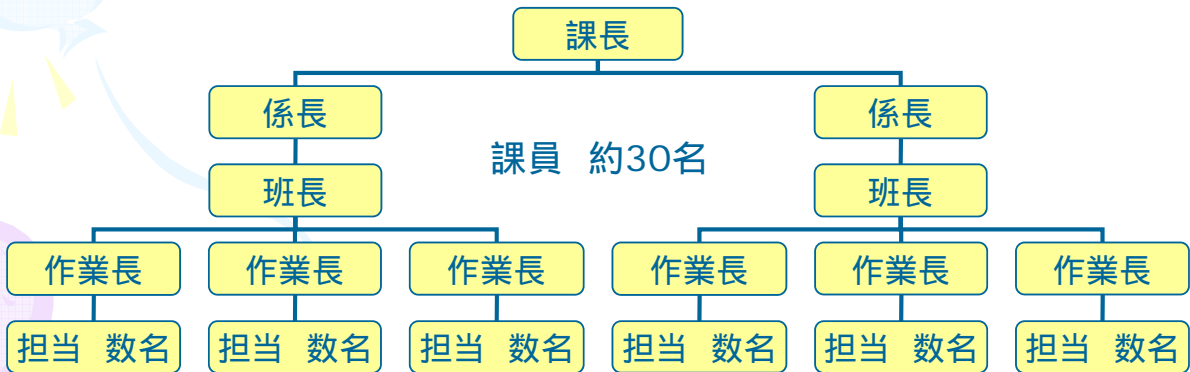 課長
係長 係長
課員 約30名
班長 班長
作業長 作業長 作業長 作業長 作業長 作業長
担当 数名 担当 数名 担当 数名 担当 数名 担当 数名 担当 数名